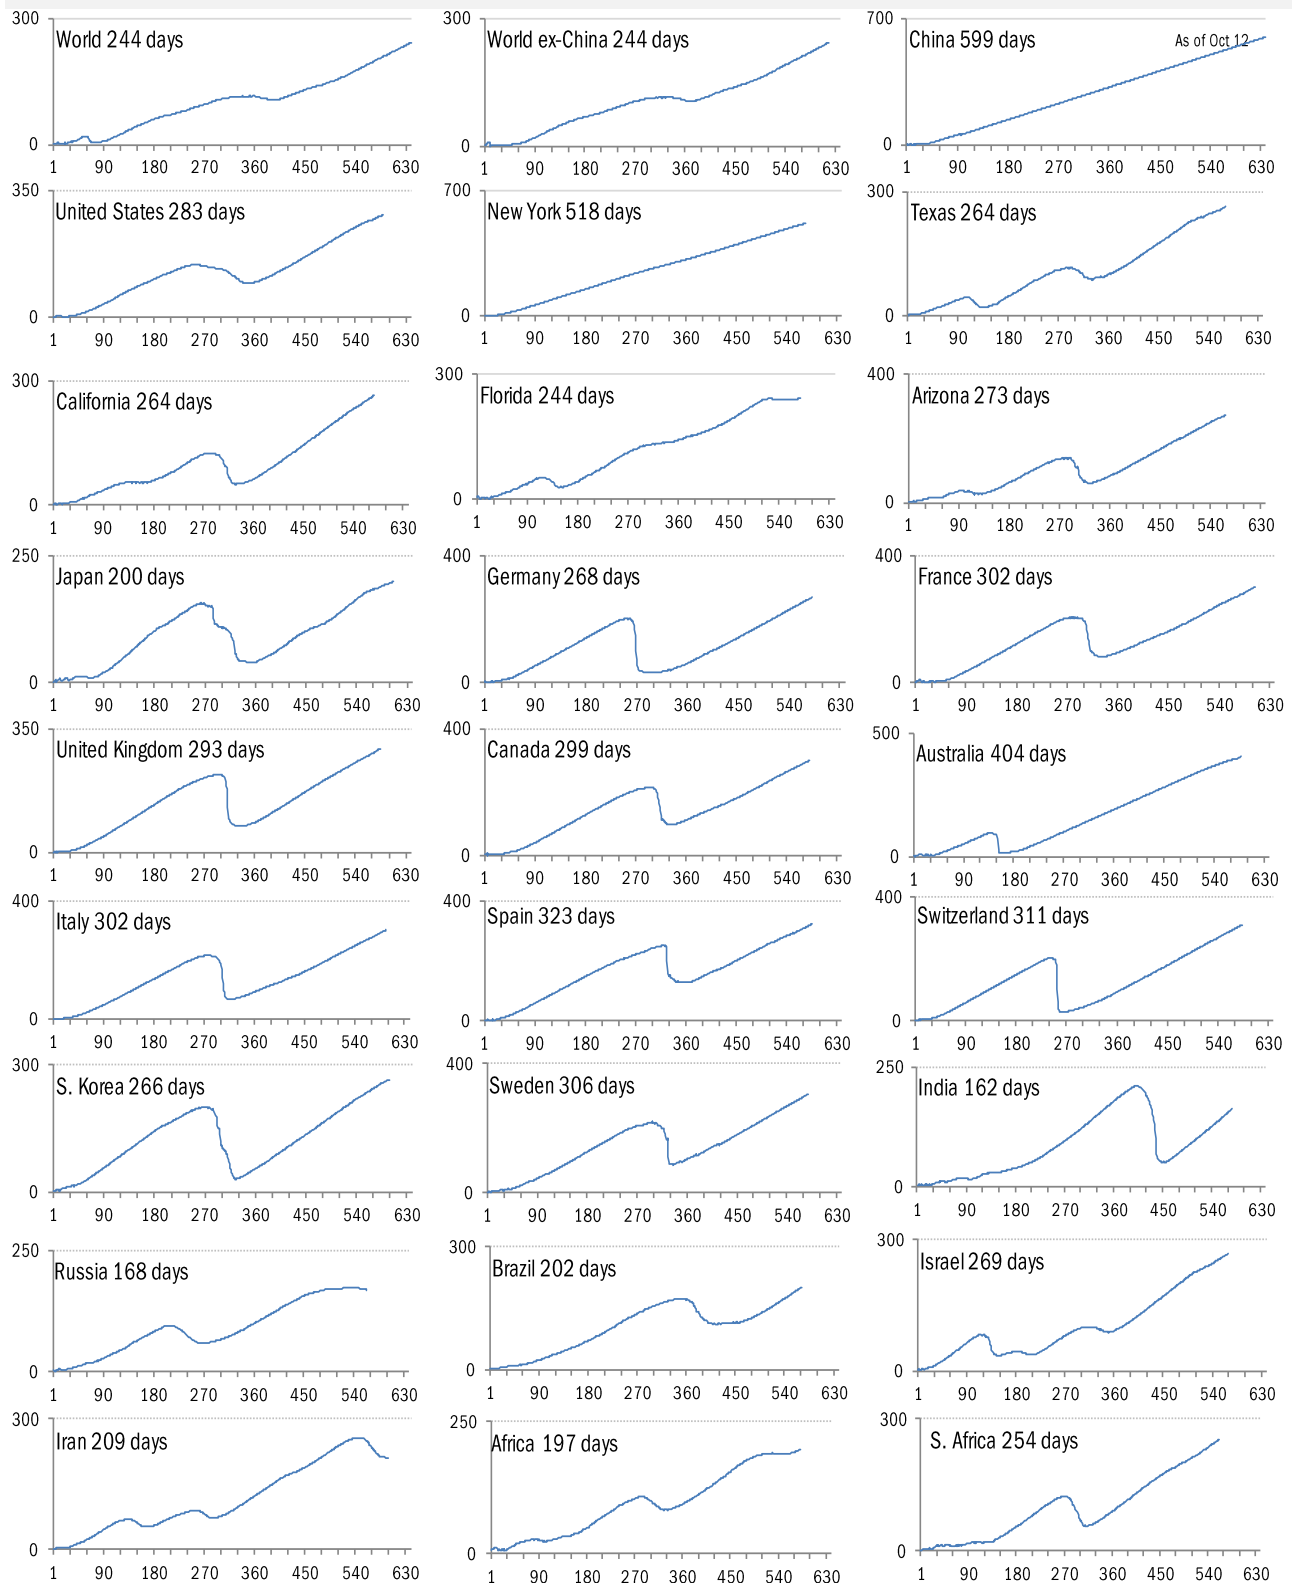 300
World 244 days
0
1 90 180 270 360 450 540 630
300
World ex-China 244 days
0
1 90 180 270 360 450 540 630
700
China 599 days
As of Oct 12
0
1 90 180 270 360 450 540 630
350
United States 283 days
0
1 90 180 270 360 450 540 630
700
New York 518 days
0
1 90 180 270 360 450 540 630
300
Texas 264 days
0
1 90 180 270 360 450 540 630
300
California 264 days
0
1 90 180 270 360 450 540 630
300
Florida 244 days
0
1 90 180 270 360 450 540 630
400
Arizona 273 days
0
1 90 180 270 360 450 540 630
250
Japan 200 days
0
1 90 180 270 360 450 540 630
400
Germany 268 days
0
1 90 180 270 360 450 540 630
400
France 302 days
0
1 90 180 270 360 450 540 630
350
United Kingdom 293 days
0
1 90 180 270 360 450 540 630
400
Canada 299 days
0
1 90 180 270 360 450 540 630
500
Australia 404 days
0
1 90 180 270 360 450 540 630
400
Italy 302 days
0
1 90 180 270 360 450 540 630
400
Spain 323 days
0
1 90 180 270 360 450 540 630
400
Switzerland 311 days
0
1 90 180 270 360 450 540 630
300
S. Korea 266 days
0
1 90 180 270 360 450 540 630
400
Sweden 306 days
0
1 90 180 270 360 450 540 630
250
India 162 days
0
1 90 180 270 360 450 540 630
250
Russia 168 days
0
1 90 180 270 360 450 540 630
300
Brazil 202 days
0
1 90 180 270 360 450 540 630
300
Israel 269 days
0
1 90 180 270 360 450 540 630
300
Iran 209 days
0
1 90 180 270 360 450 540 630
250
Africa 197 days
0
1 90 180 270 360 450 540 630
300
S. Africa 254 days
0
1 90 180 270 360 450 540 630